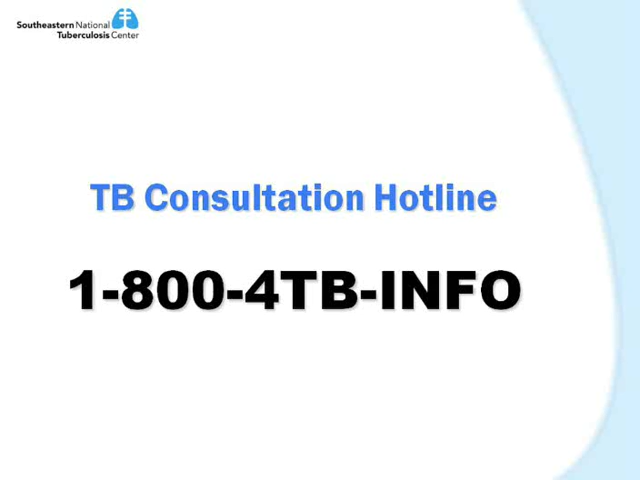 Southeastern National
Tuberculosis Center
TB Consultation Hotline
1-800-4TB-INFO